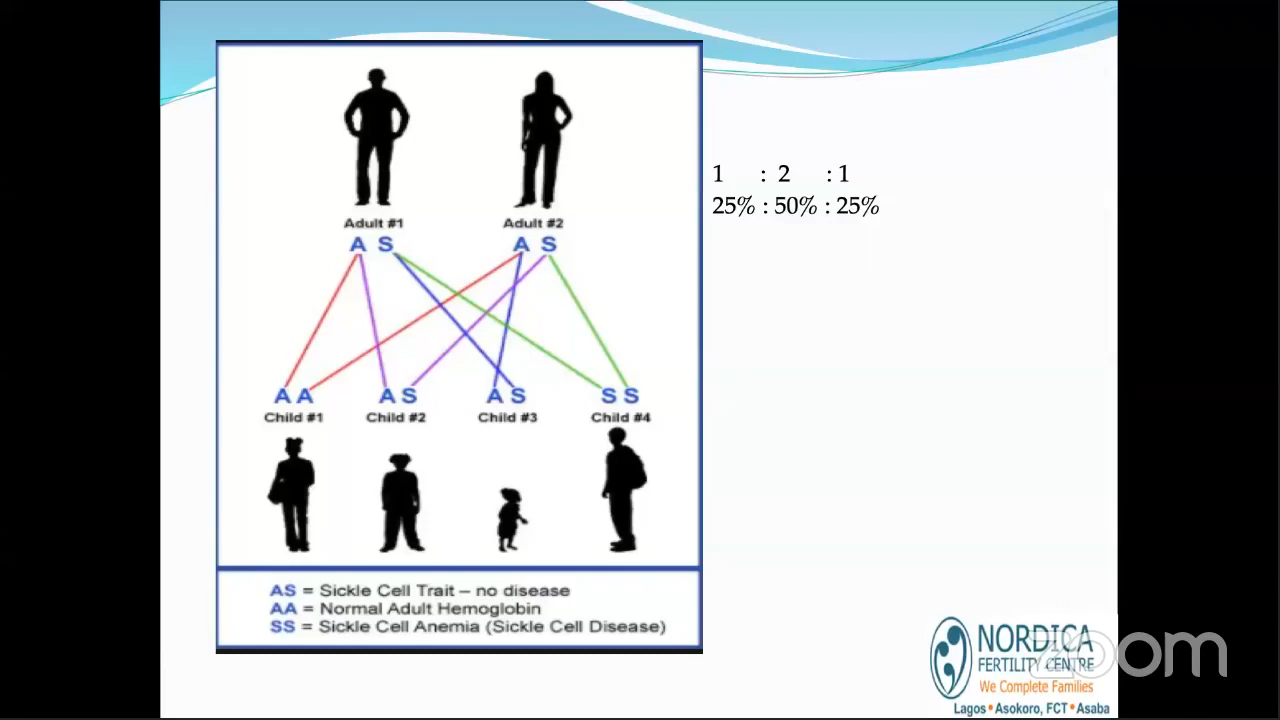 Adult #1
Adult #2
A S
A S
1 : 2 : 1
25% : 50% : 25%
A A
A S
A S
S S
Child #1
Child #2
Child #3
Child #4
AS = Sickle Cell Trait – no disease
AA = Normal Adult Hemoglobin
SS = Sickle Cell Anemia (Sickle Cell Disease)
NORDICA
FERTILITY CENTRE
We Complete Families
Lagos • Asokoro, FCT • Asaba
zoom